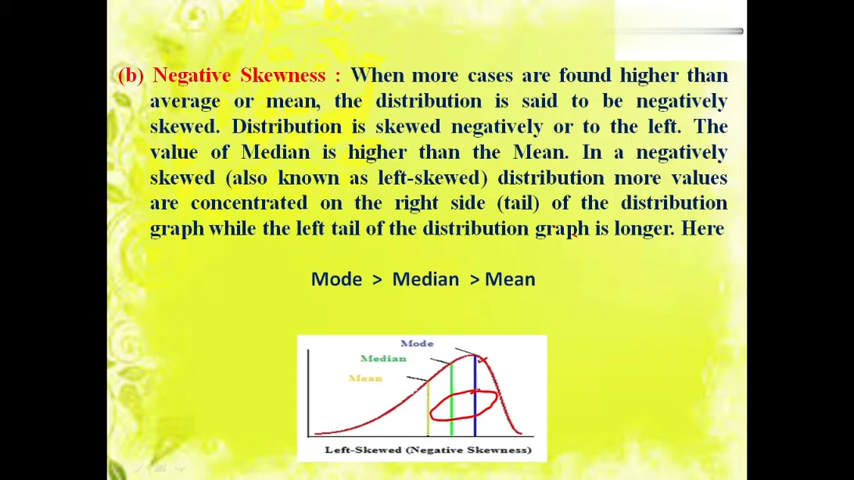 (b) Negative Skewness : When more cases are found higher than
average or mean, the distribution is said to be negatively
skewed. Distribution is skewed negatively or to the left. The
value of Median is higher than the Mean. In a negatively
skewed (also known as left-skewed) distribution more values
are concentrated on the right side (tail) of the distribution
graph while the left tail of the distribution graph is longer. Here
Mode > Median > Mean
Mode
Median
Mean
Left-Skewed (Negative Skewness)